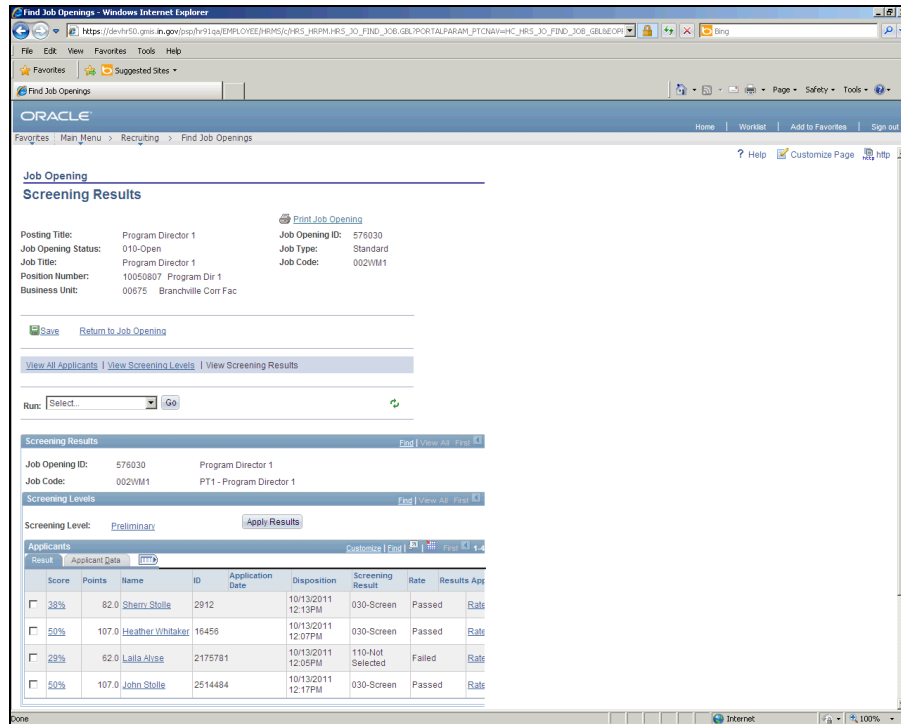 Find Job Openings - Windows Internet Explorer
https://devhr50.gmis.in.gov/psp/hr91qa/EMPLOYEE/HRMS/c/HRS_HRPM.HRS_JO_FIND_JOB.GBL?PORTALPARAM_PTCNAV=HC_HRS_JO_FIND_JOB_GBL&EOPI Bing
File Edit View Favorites Tools Help
Favorites Suggested Sites
Find Job Openings Page Safety Tools
ORACLE
Home | Worklist | Add to Favorites | Sign out
Favorites Main Menu > Recruiting > Find Job Openings
? Help Customize Page http
Job Opening
Screening Results
Print Job Opening
Posting Title: Program Director 1 Job Opening ID: 576030
Job Opening Status: 010-Open Job Type: Standard
Job Title: Program Director 1 Job Code: 002WM1
Position Number: 10050807 Program Dir 1
Business Unit: 00675 Branchville Corr Fac
Save Return to Job Opening
View All Applicants | View Screening Levels | View Screening Results
Run: Select... Go
Screening Results Find | View All First
Job Opening ID: 576030 Program Director 1
Job Code: 002WM1 PT1 - Program Director 1
Screening Levels Find | View All First
Screening Level: Preliminary Apply Results
Applicants Customize | Find | | First 1-4
Result Applicant Data
Score Points Name ID Application Date Disposition Screening Result Rate Results App
38% 82.0 Sherry Stolle 2912 10/13/2011 12:13PM 030-Screen Passed Rate
50% 107.0 Heather Whitaker 16456 10/13/2011 12:07PM 030-Screen Passed Rate
29% 62.0 Laila Alyse 2175781 10/13/2011 12:05PM 110-Not Selected Failed Rate
50% 107.0 John Stolle 2514484 10/13/2011 12:17PM 030-Screen Passed Rate
Done Internet 100%